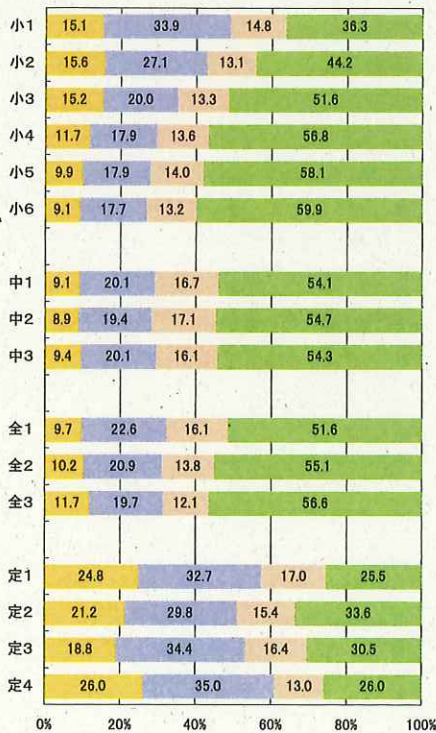 小1 15.1 33.9 14.8 36.3
小2 15.6 27.1 13.1 44.2
小3 15.2 20.0 13.3 51.6
小4 11.7 17.9 13.6 56.8
小5 9.9 17.9 14.0 58.1
小6 9.1 17.7 13.2 59.9
中1 9.1 20.1 16.7 54.1
中2 8.9 19.4 17.1 54.7
中3 9.4 20.1 16.1 54.3
全1 9.7 22.6 16.1 51.6
全2 10.2 20.9 13.8 55.1
全3 11.7 19.7 12.1 56.6
定1 24.8 32.7 17.0 25.5
定2 21.2 29.8 15.4 33.6
定3 18.8 34.4 16.4 30.5
定4 26.0 35.0 13.0 26.0
0% 20% 40% 60% 80% 100%